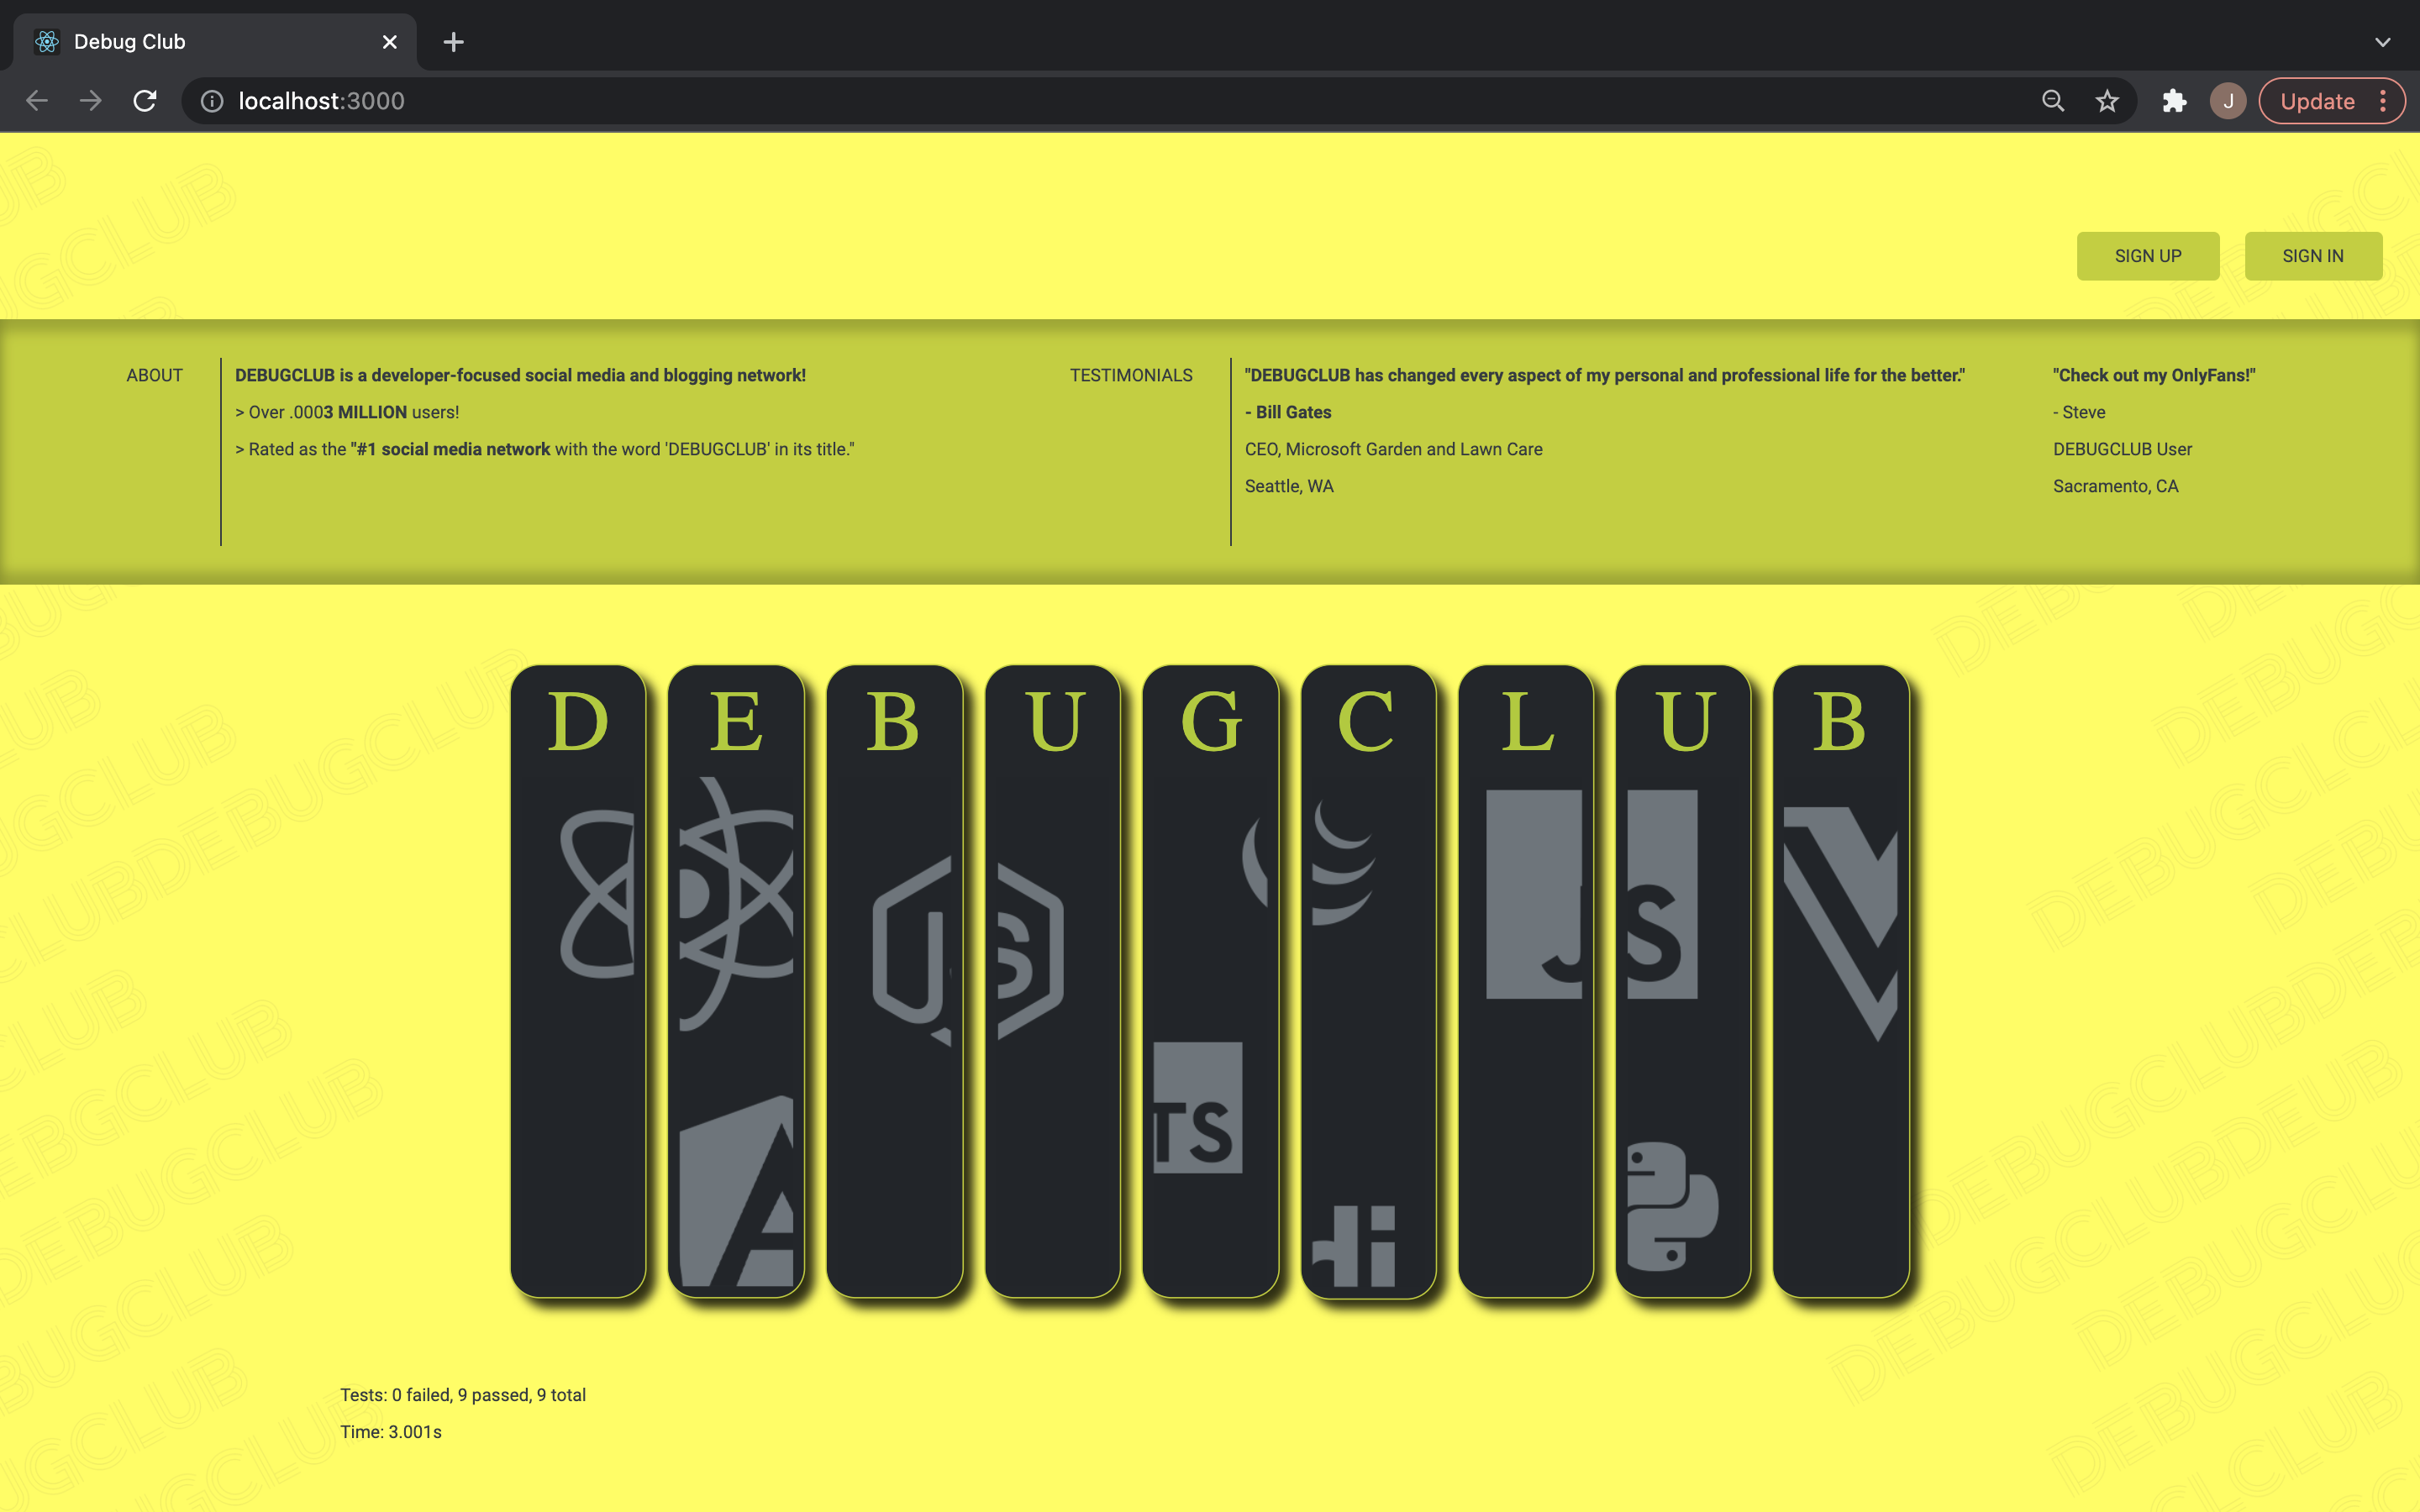 Debug Club
localhost:3000
J
Update
SIGN UP
SIGN IN
ABOUT
DEBUGCLUB is a developer-focused social media and blogging network!
> Over .0003 MILLION users!
> Rated as the "#1 social media network with the word 'DEBUGCLUB' in its title."
TESTIMONIALS
"DEBUGCLUB has changed every aspect of my personal and professional life for the better."
- Bill Gates
CEO, Microsoft Garden and Lawn Care
Seattle, WA
"Check out my OnlyFans!"
- Steve
DEBUGCLUB User
Sacramento, CA
D E B U G C L U B
JS
JS
TS
A
Tests: 0 failed, 9 passed, 9 total
Time: 3.001s
DEBUGCLUB